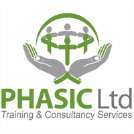 PHASIC Ltd
Training & Consultancy Services